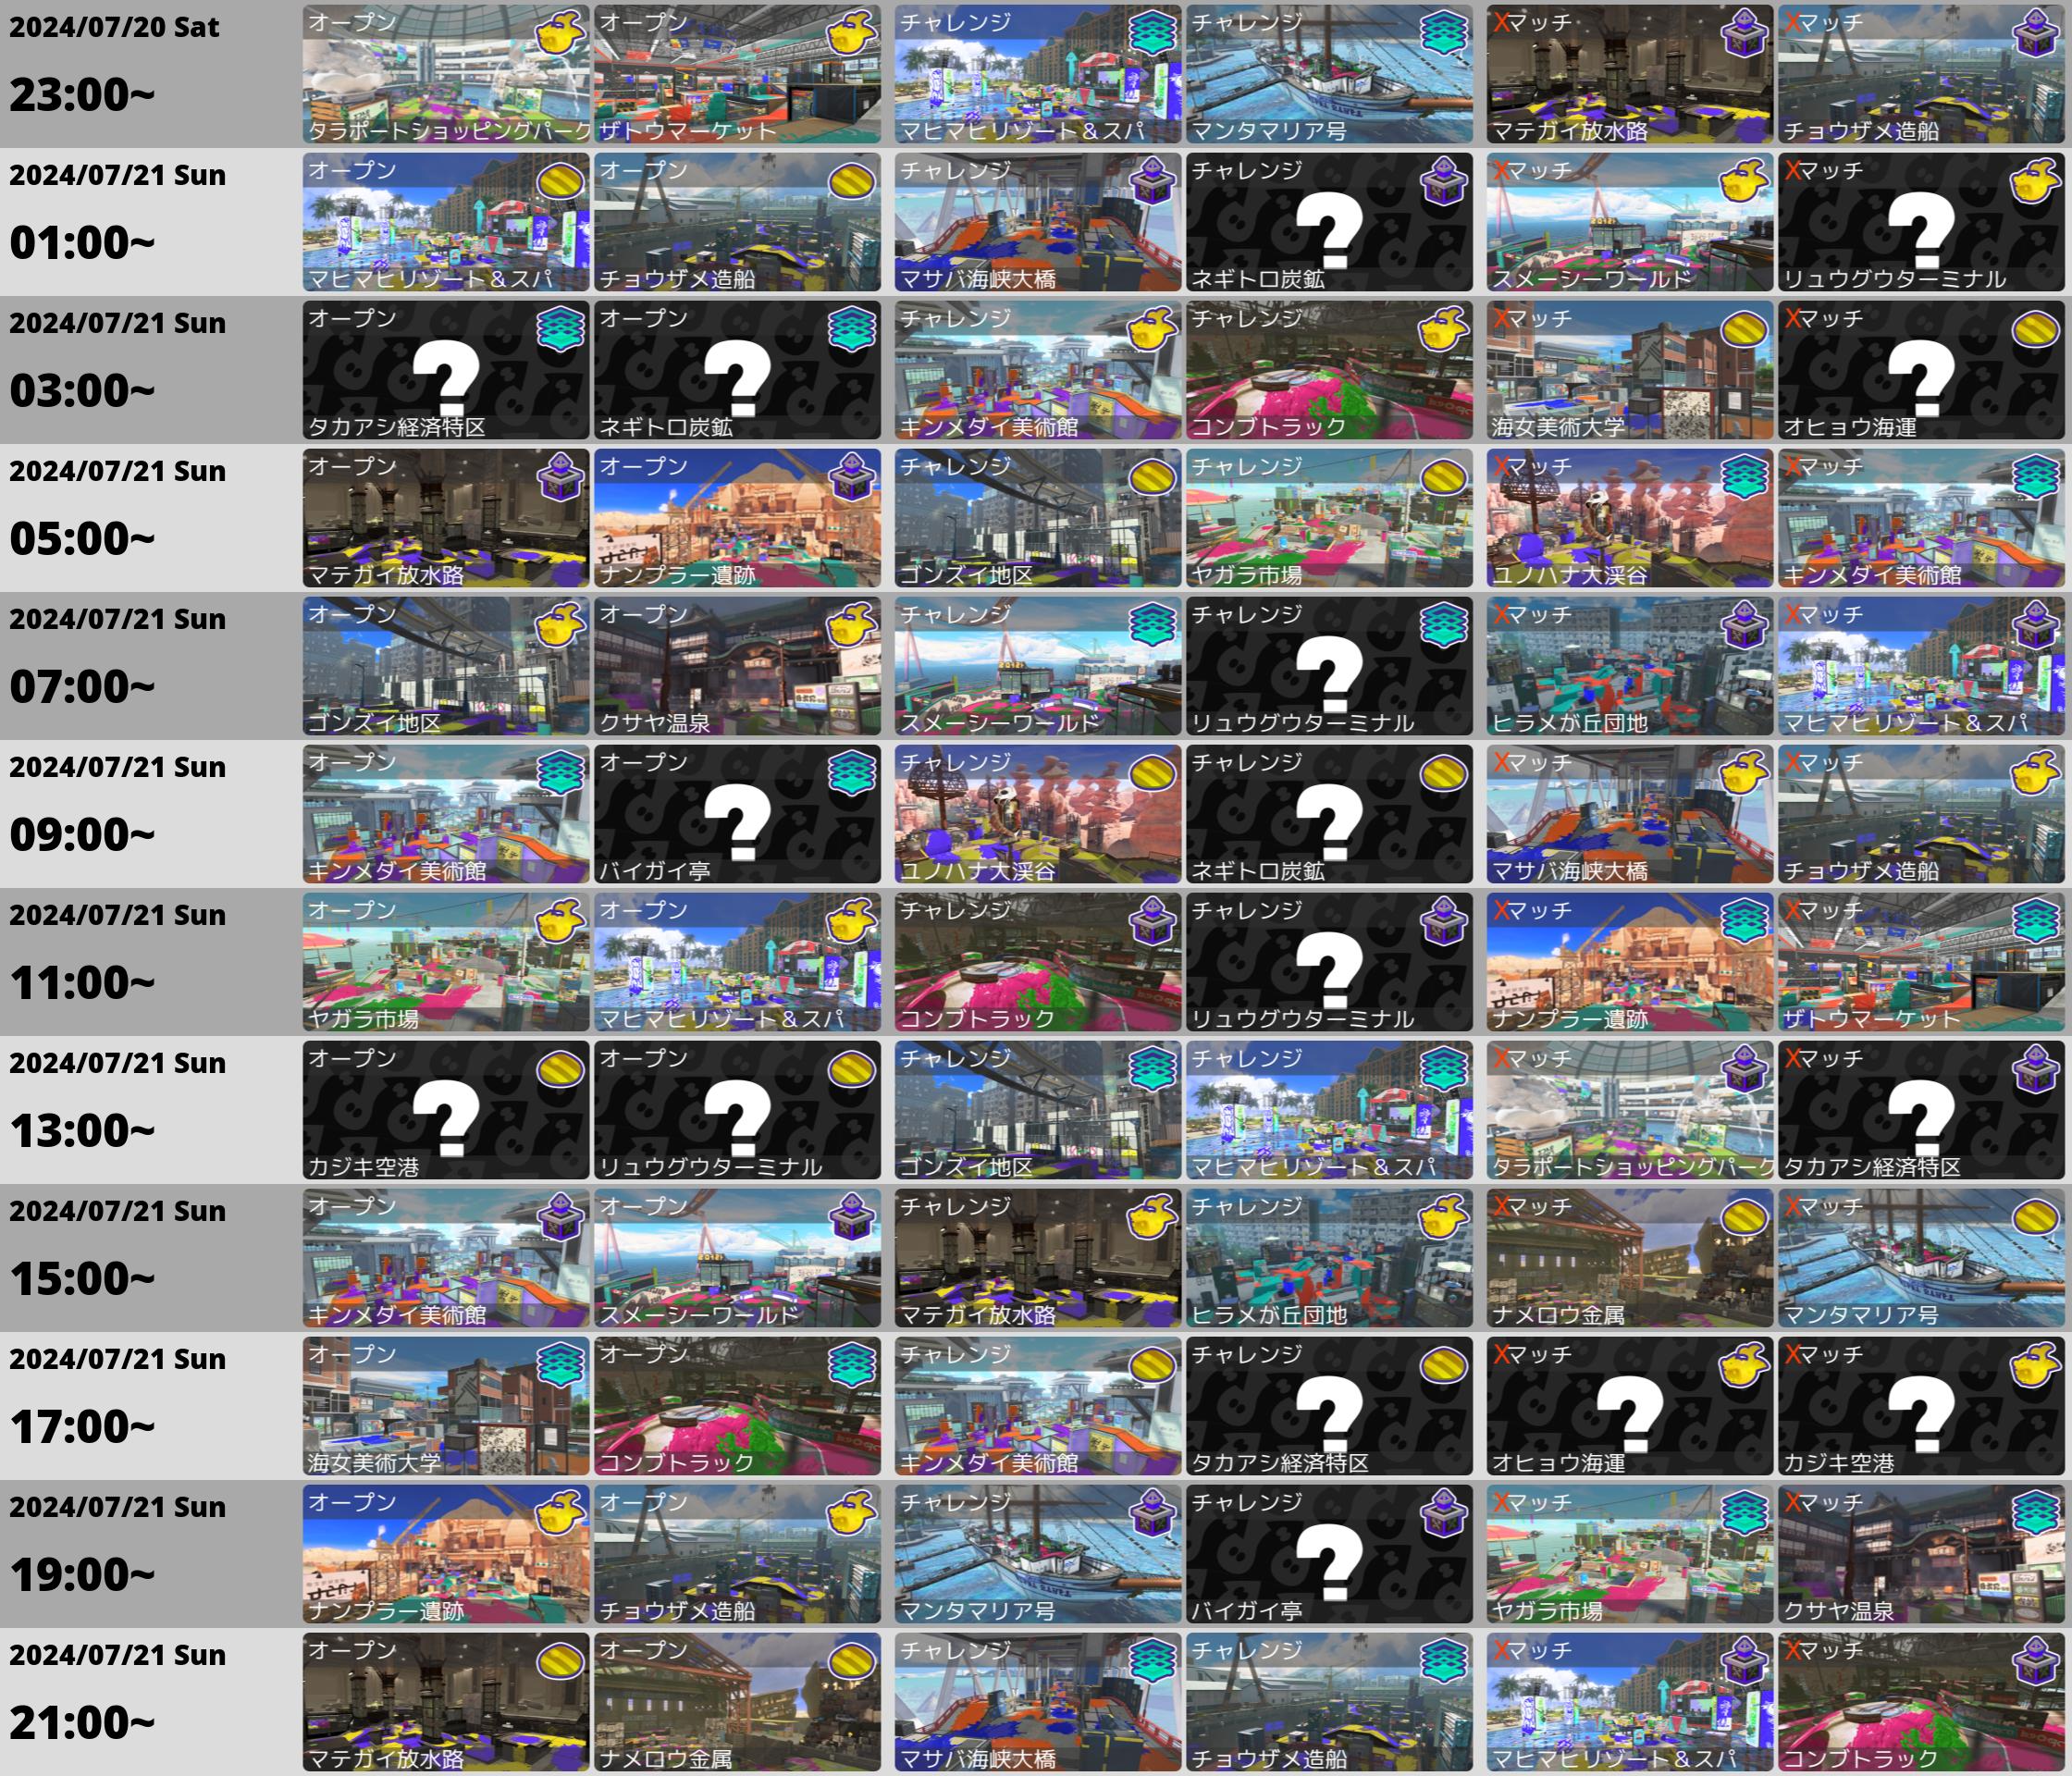 2024/07/20 Sat
23:00~
オープン
タラポートショッピングパーク
オープン
ザトウマーケット
チャレンジ
マヒマヒリゾート＆スパ
チャレンジ
マンタマリア号
Xマッチ
マテガイ放水路
Xマッチ
チョウザメ造船
2024/07/21 Sun
01:00~
オープン
マヒマヒリゾート＆スパ
オープン
チョウザメ造船
チャレンジ
マサバ海峡大橋
チャレンジ
?
ネギトロ炭鉱
Xマッチ
スメーシーワールド
Xマッチ
?
リュウグウターミナル
2024/07/21 Sun
03:00~
オープン
?
タカアシ経済特区
オープン
?
ネギトロ炭鉱
チャレンジ
キンメダイ美術館
チャレンジ
コンブトラック
Xマッチ
海女美術大学
Xマッチ
?
オヒョウ海運
2024/07/21 Sun
05:00~
オープン
マテガイ放水路
オープン
ナンプラー遺跡
チャレンジ
ゴンズイ地区
チャレンジ
ヤガラ市場
Xマッチ
ユノハナ大渓谷
Xマッチ
キンメダイ美術館
2024/07/21 Sun
07:00~
オープン
ゴンズイ地区
オープン
クサヤ温泉
チャレンジ
スメーシーワールド
チャレンジ
?
リュウグウターミナル
Xマッチ
ヒラメが丘団地
Xマッチ
マヒマヒリゾート＆スパ
2024/07/21 Sun
09:00~
オープン
キンメダイ美術館
オープン
?
バイガイ亭
チャレンジ
ユノハナ大渓谷
チャレンジ
?
ネギトロ炭鉱
Xマッチ
マサバ海峡大橋
Xマッチ
チョウザメ造船
2024/07/21 Sun
11:00~
オープン
ヤガラ市場
オープン
マヒマヒリゾート＆スパ
チャレンジ
コンブトラック
チャレンジ
?
リュウグウターミナル
Xマッチ
ナンプラー遺跡
Xマッチ
ザトウマーケット
2024/07/21 Sun
13:00~
オープン
?
カジキ空港
オープン
?
リュウグウターミナル
チャレンジ
ゴンズイ地区
チャレンジ
マヒマヒリゾート＆スパ
Xマッチ
タラポートショッピングパーク
Xマッチ
?
タカアシ経済特区
2024/07/21 Sun
15:00~
オープン
キンメダイ美術館
オープン
スメーシーワールド
チャレンジ
マテガイ放水路
チャレンジ
ヒラメが丘団地
Xマッチ
ナメロウ金属
Xマッチ
マンタマリア号
2024/07/21 Sun
17:00~
オープン
海女美術大学
オープン
コンブトラック
チャレンジ
キンメダイ美術館
チャレンジ
?
タカアシ経済特区
Xマッチ
?
オヒョウ海運
Xマッチ
?
カジキ空港
2024/07/21 Sun
19:00~
オープン
ナンプラー遺跡
オープン
チョウザメ造船
チャレンジ
マンタマリア号
チャレンジ
?
バイガイ亭
Xマッチ
ヤガラ市場
Xマッチ
クサヤ温泉
2024/07/21 Sun
21:00~
オープン
マテガイ放水路
オープン
ナメロウ金属
チャレンジ
マサバ海峡大橋
チャレンジ
チョウザメ造船
Xマッチ
マヒマヒリゾート＆スパ
Xマッチ
コンブトラック